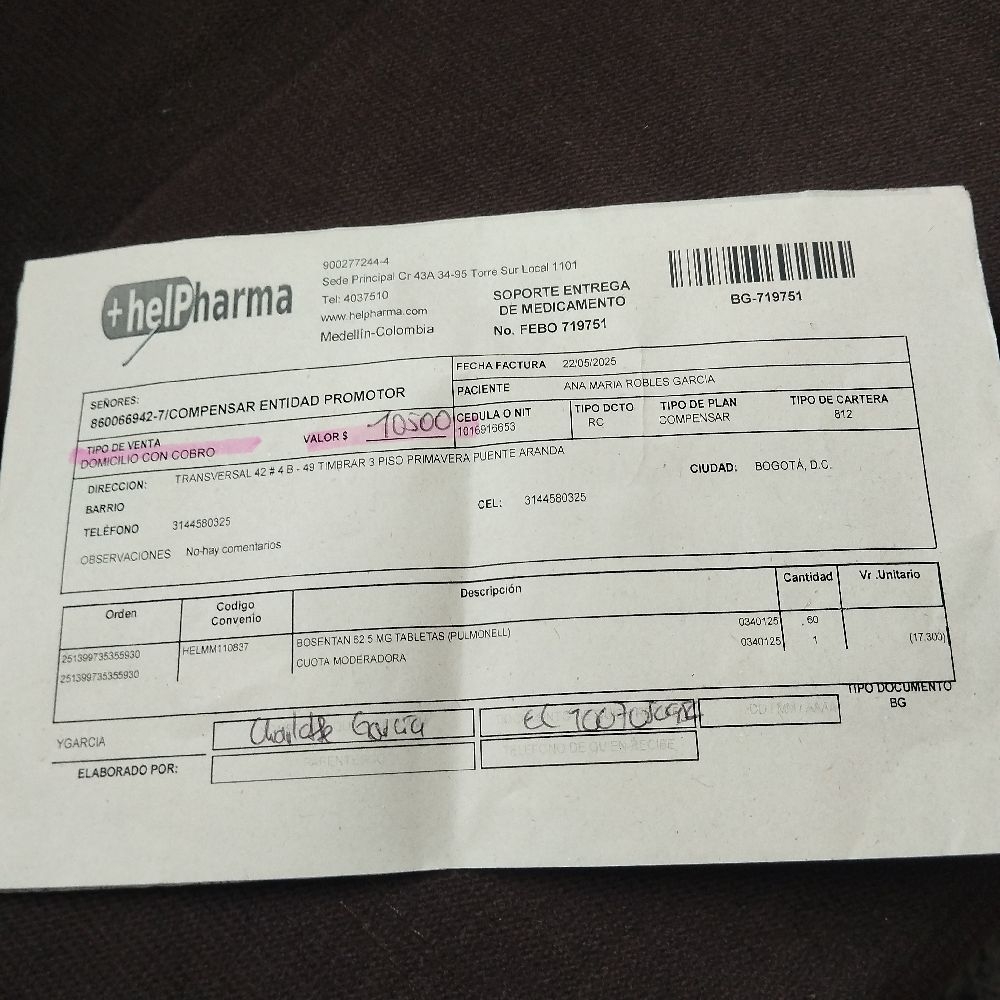 +helPharma
900277244-4
Sede Principal Cr 43A 34-95 Torre Sur Local 1101
Tel: 4037510
www.helpharma.com
Medellín-Colombia
SOPORTE ENTREGA
DE MEDICAMENTO
No. FEBO 719751
BG-719751
SEÑORES:
860066942-7/COMPENSAR ENTIDAD PROMOTOR
FECHA FACTURA 22/05/2025
PACIENTE ANA MARIA ROBLES GARCIA
TIPO DE VENTA
DOMICILIO CON COBRO
VALOR $ 10500
CEDULA O NIT
1016916653
TIPO DCTO
RC
TIPO DE PLAN
COMPENSAR
TIPO DE CARTERA
812
DIRECCION: TRANSVERSAL 42 # 4 B - 49 TIMBRAR 3 PISO PRIMAVERA PUENTE ARANDA
CIUDAD: BOGOTÁ, D.C.
BARRIO
TELÉFONO 3144580325
CEL: 3144580325
OBSERVACIONES No hay comentarios
Orden Codigo Convenio Descripción Cantidad Vr .Unitario
251399735355930 HELMM110837 BOSENTAN 62.5 MG TABLETAS (PULMONELL) 0340125 60
251399735355930 CUOTA MODERADORA 0340125 1 (17.300)
TIPO DOCUMENTO
BG
YGARCIA
García
ELABORADO POR:
PARENTESCO
TELEFONO DE QUIEN RECIBE